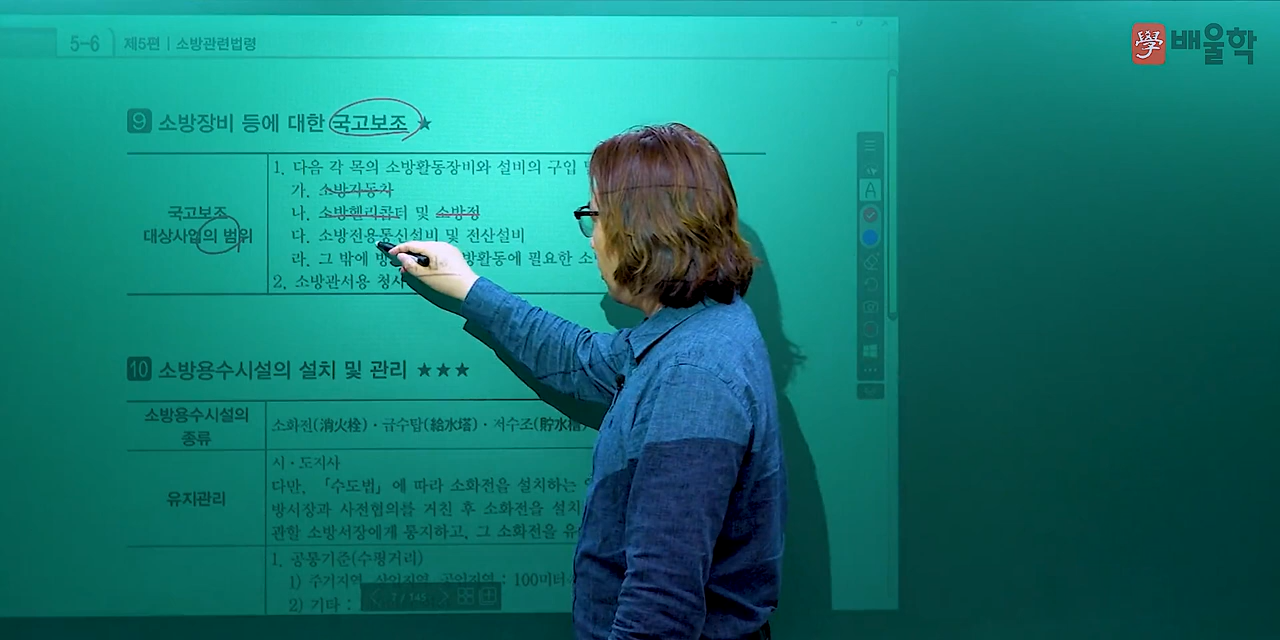 5-6 제5편 | 소방관련법령
學 배울학
9 소방장비 등에 대한 국고보조 ★
국고보조
대상사업의 범위
1. 다음 각 목의 소방활동장비와 설비의 구입
가. 소방자동차
나. 소방헬리콥터 및 소방정
다. 소방전용통신설비 및 전산설비
라. 그 밖에 방 방활동에 필요한
2. 소방관서용 청사
10 소방용수시설의 설치 및 관리 ★★★
소방용수시설의
종류
소화전(消火栓)·급수탑(給水塔)·저수조(貯水槽)
유지관리
시·도지사
다만, 「수도법」에 따라 소화전을 설치하는
방서장과 사전협의를 거친 후 소화전을 설치
관할 소방서장에게 통지하고, 그 소화전을
1. 공통기준(수평거리)
1) 주거지역, 상업지역, 공업지역 : 100미터
2) 기타 :
7 / 145